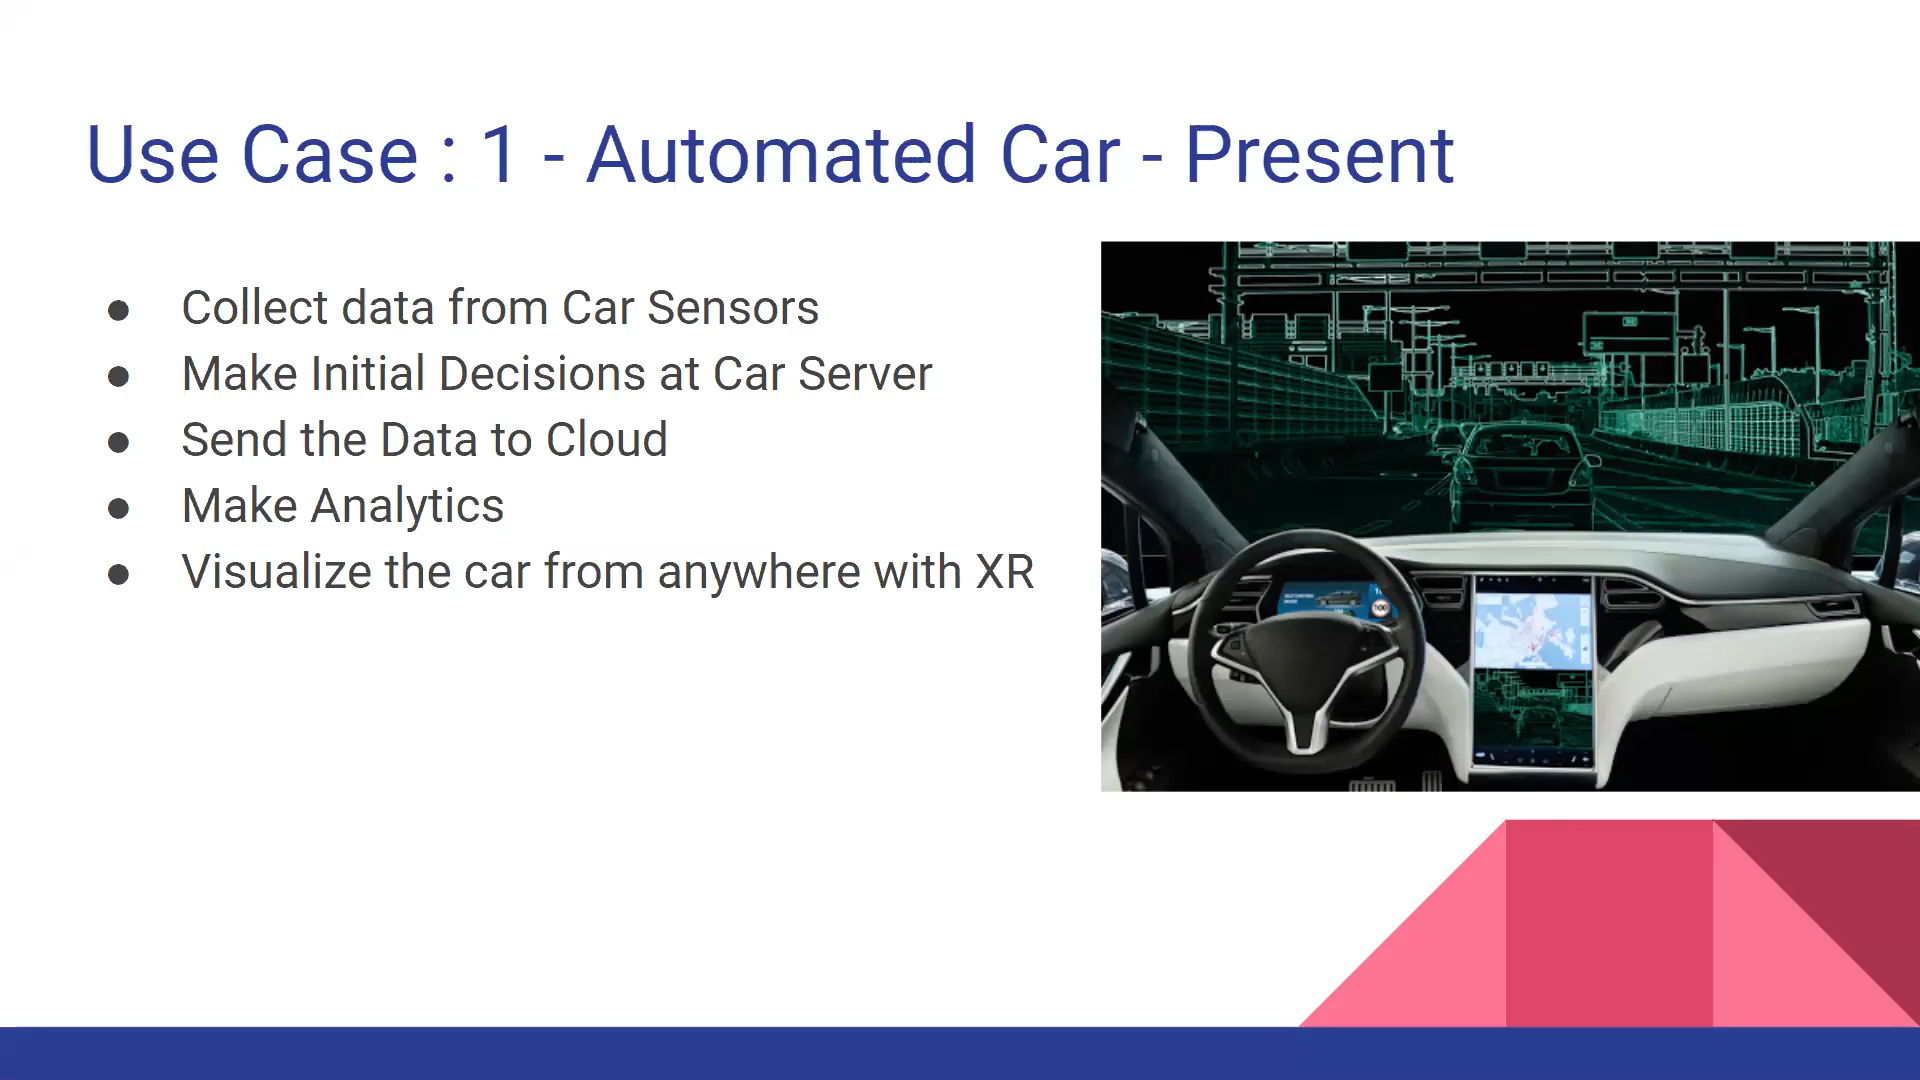 Use Case : 1 - Automated Car - Present
● Collect data from Car Sensors
● Make Initial Decisions at Car Server
● Send the Data to Cloud
● Make Analytics
● Visualize the car from anywhere with XR
100